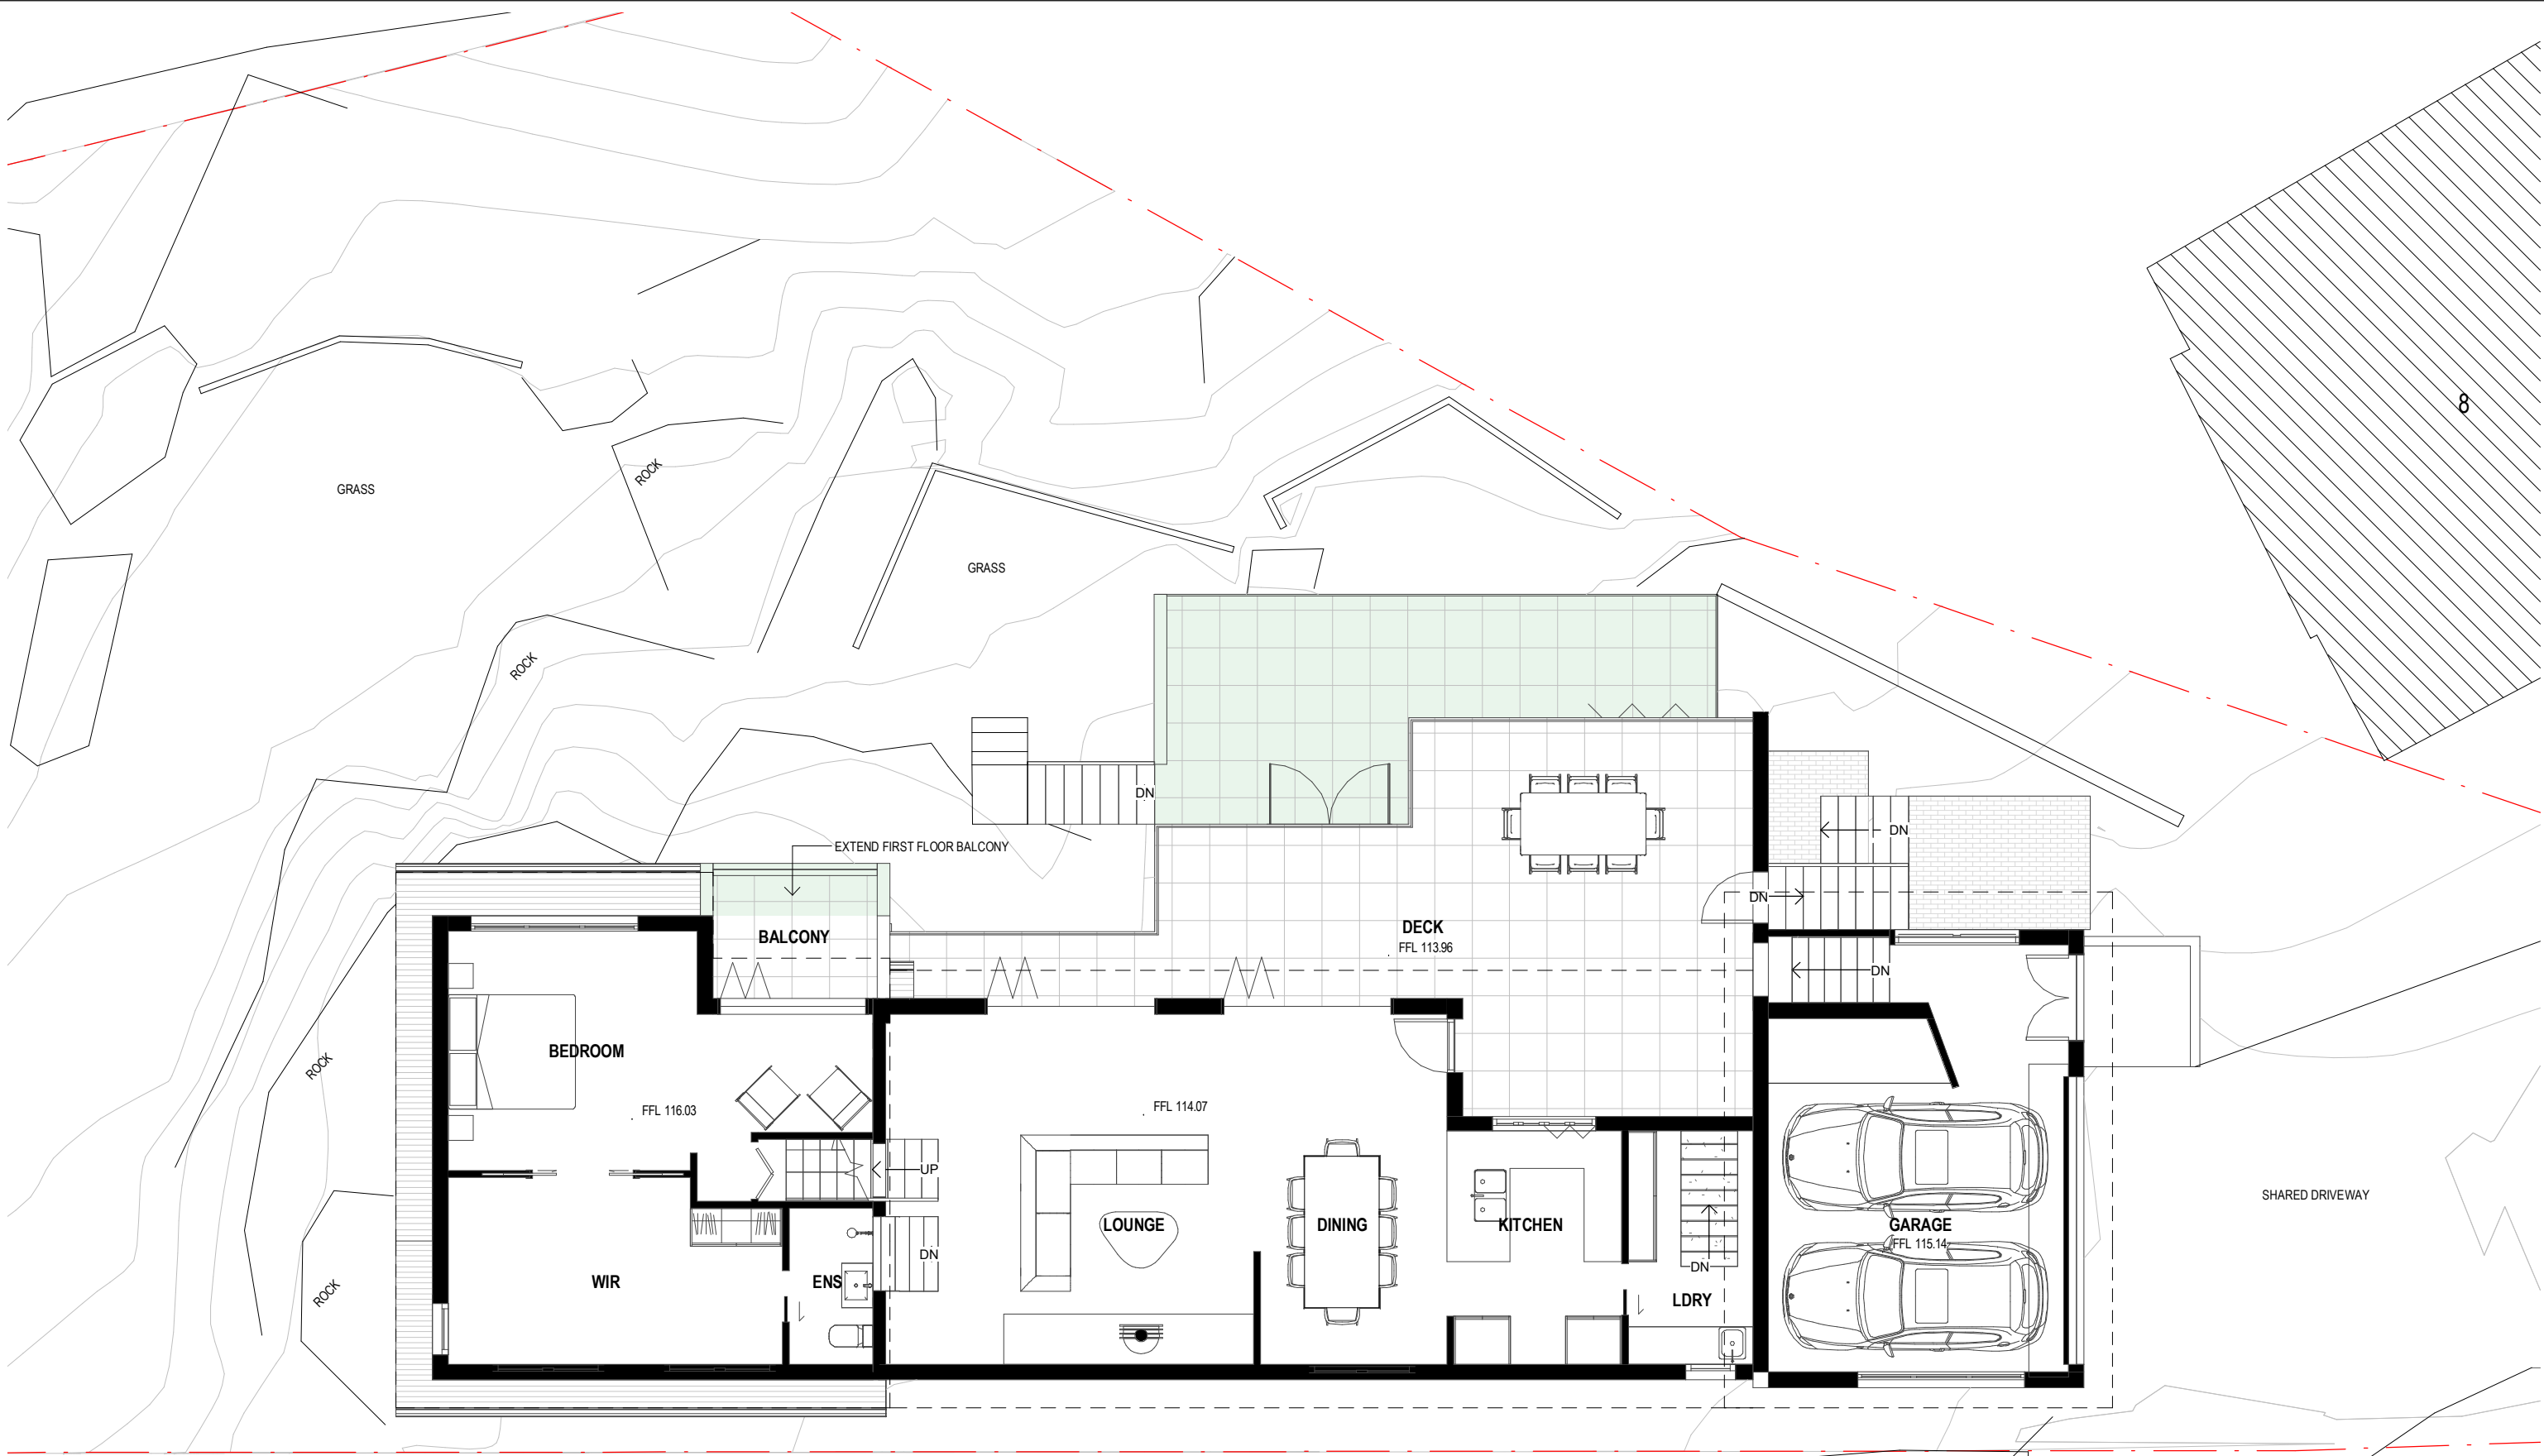 8
ROCK
GRASS
GRASS
ROCK
DN
DN
EXTEND FIRST FLOOR BALCONY
DN
DECK
FFL 113.96
BALCONY
DN
BEDROOM
ROCK
FFL 116.03
FFL 114.07
UP
SHARED DRIVEWAY
LOUNGE
DINING
KITCHEN
GARAGE
FFL 115.14
DN
DN
WIR
ENS
ROCK
LDRY